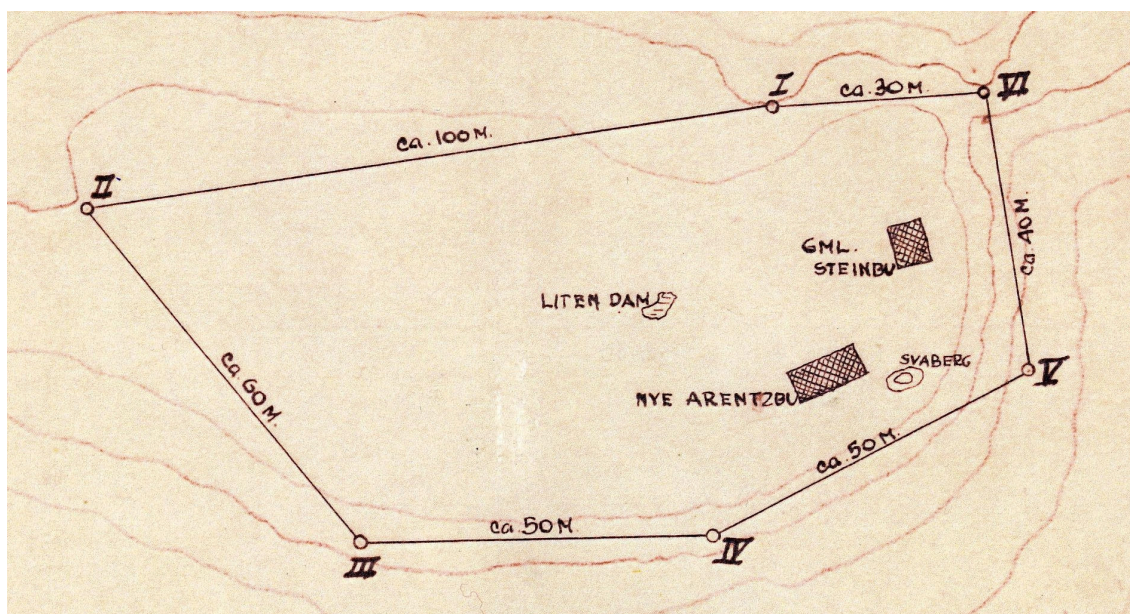 I
VI
ca. 30 M.
ca. 100 M.
II
GML.
STEINBU
ca. 40 M.
LITEN DAM
SVABERG
V
NYE ARENTZBU
ca. 60 M.
ca. 50 M.
ca. 50 M.
IV
III